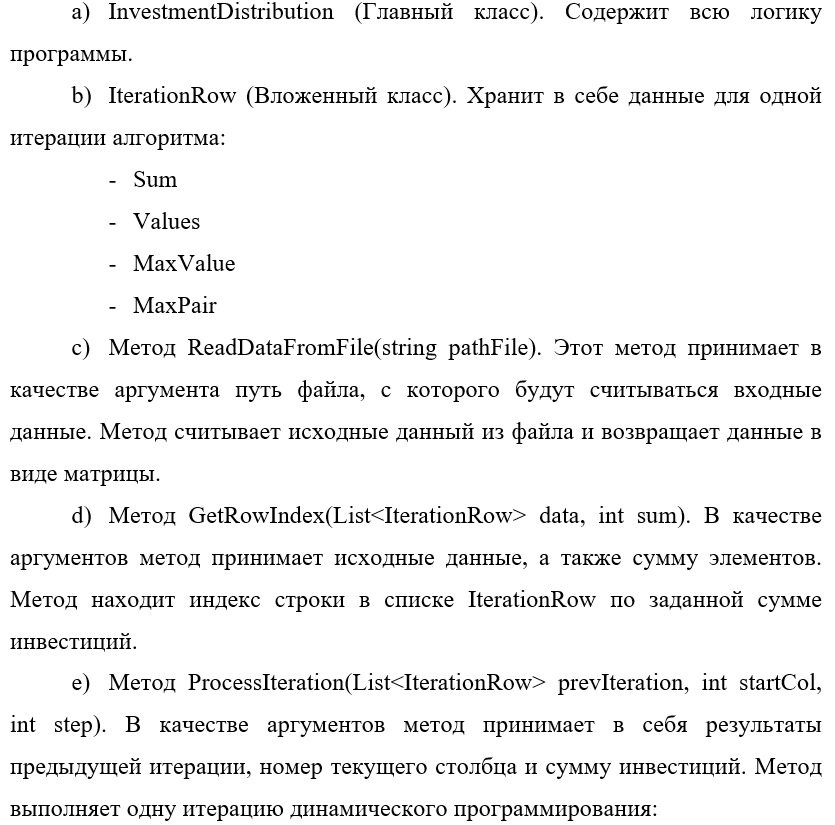 a) InvestmentDistribution (Главный класс). Содержит всю логику
программы.
b) IterationRow (Вложенный класс). Хранит в себе данные для одной
итерации алгоритма:
- Sum
- Values
- MaxValue
- MaxPair
c) Метод ReadDataFromFile(string pathFile). Этот метод принимает в
качестве аргумента путь файла, с которого будут считываться входные
данные. Метод считывает исходные данный из файла и возвращает данные в
виде матрицы.
d) Метод GetRowIndex(List<IterationRow> data, int sum). В качестве
аргументов метод принимает исходные данные, а также сумму элементов.
Метод находит индекс строки в списке IterationRow по заданной сумме
инвестиций.
e) Метод ProcessIteration(List<IterationRow> prevIteration, int startCol,
int step). В качестве аргументов метод принимает в себя результаты
предыдущей итерации, номер текущего столбца и сумму инвестиций. Метод
выполняет одну итерацию динамического программирования: